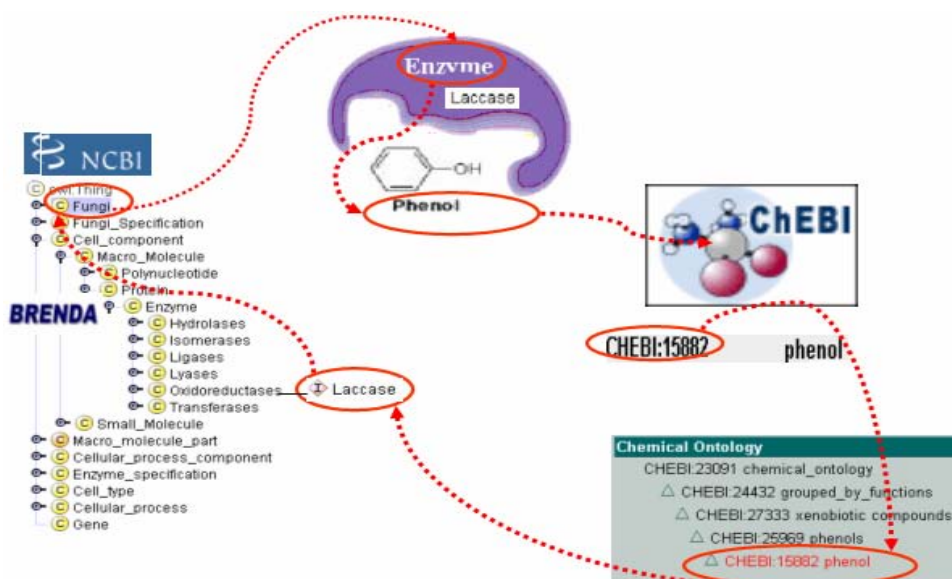 Enzyme
Laccase
OH
Phenol
NCBI
owl:Thing
Fungi
Fungi_Specification
Cell_component
Macro_Molecule
Polynucleotide
Protein
BRENDA
Enzyme
Hydrolases
Isomerases
Ligases
Lyases
Oxidoreductases
I Laccase
Transferases
Small_Molecule
Macro_molecule_part
Cellular_process_component
Enzyme_specification
Cell_type
Cellular_process
Gene
ChEBI
CHEBI:15882 phenol
Chemical Ontology
CHEBI:23091 chemical_ontology
CHEBI:24432 grouped_by_functions
CHEBI:27333 xenobiotic compounds
CHEBI:25969 phenols
CHEBI:15882 phenol